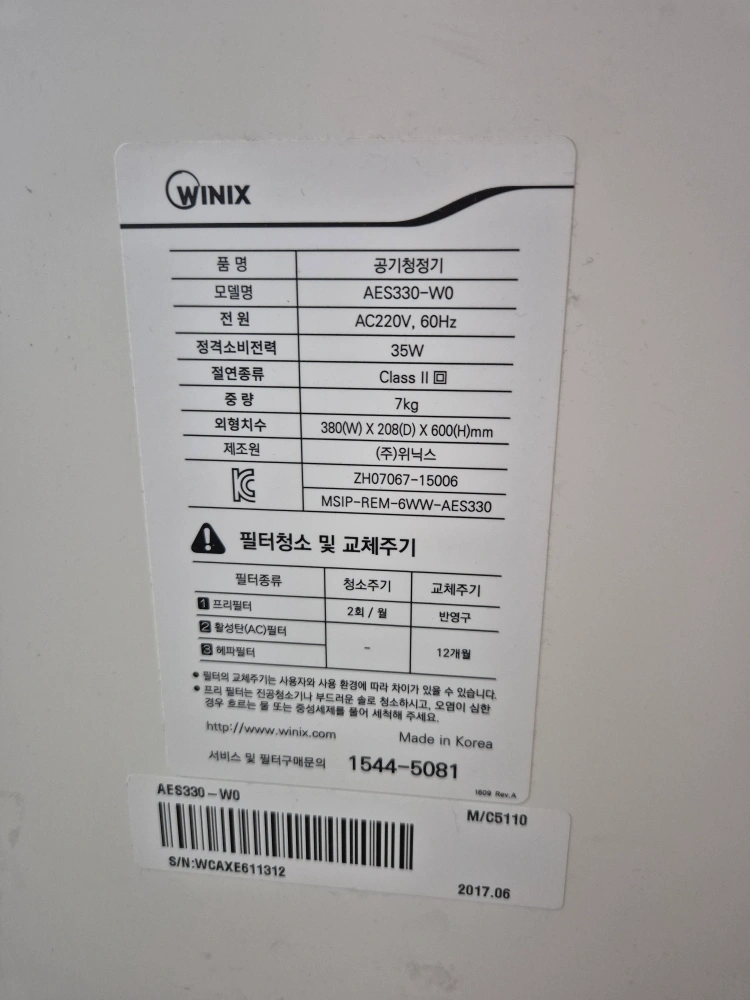 WINIX
품 명 공기청정기
모델명 AES330-W0
전 원 AC220V, 60Hz
정격소비전력 35W
절연종류 Class II
중 량 7kg
외형치수 380(W) X 208(D) X 600(H)mm
제조원 (주)위닉스
ZH07067-15006
MSIP-REM-6WW-AES330
필터청소 및 교체주기
필터종류 청소주기 교체주기
1 프리필터 2회 / 월 반영구
2 활성탄(AC)필터
3 헤파필터 - 12개월
• 필터의 교체주기는 사용자와 사용 환경에 따라 차이가 있을 수 있습니다.
• 프리 필터는 진공청소기나 부드러운 솔로 청소하시고, 오염이 심한
경우 흐르는 물 또는 중성세제를 풀어 세척해 주세요.
http://www.winix.com Made in Korea
서비스 및 필터구매문의 1544-5081
1609 Rev.A
AES330-W0 M/C5110
S/N:WCAXE611312
2017.06